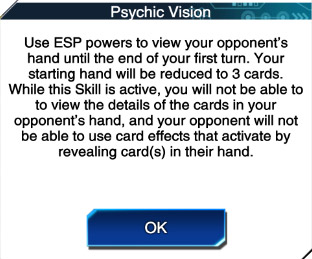 Psychic Vision
Use ESP powers to view your opponent's
hand until the end of your first turn. Your
starting hand will be reduced to 3 cards.
While this Skill is active, you will not be able to
to view the details of the cards in your
opponent's hand, and your opponent will not
be able to use card effects that activate by
revealing card(s) in their hand.
OK